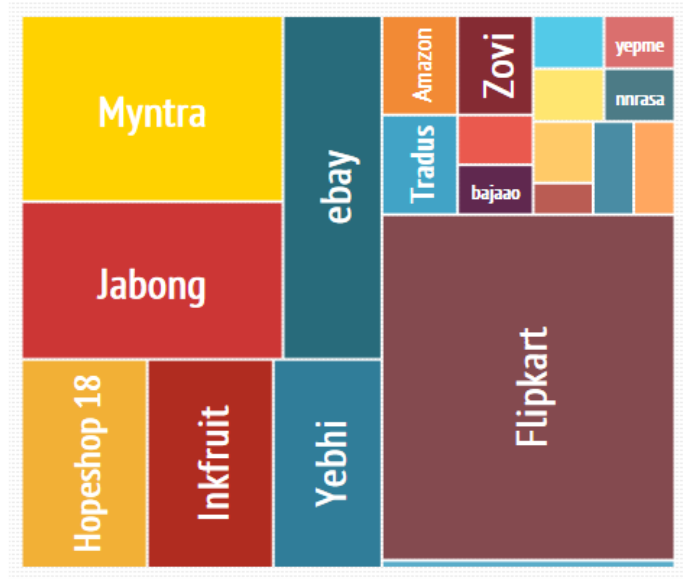 Myntra
ebay
Amazon
Zovi
yepme
nnrasa
Tradus
bajaao
Jabong
Flipkart
Hopeshop 18
Inkfruit
Yebhi